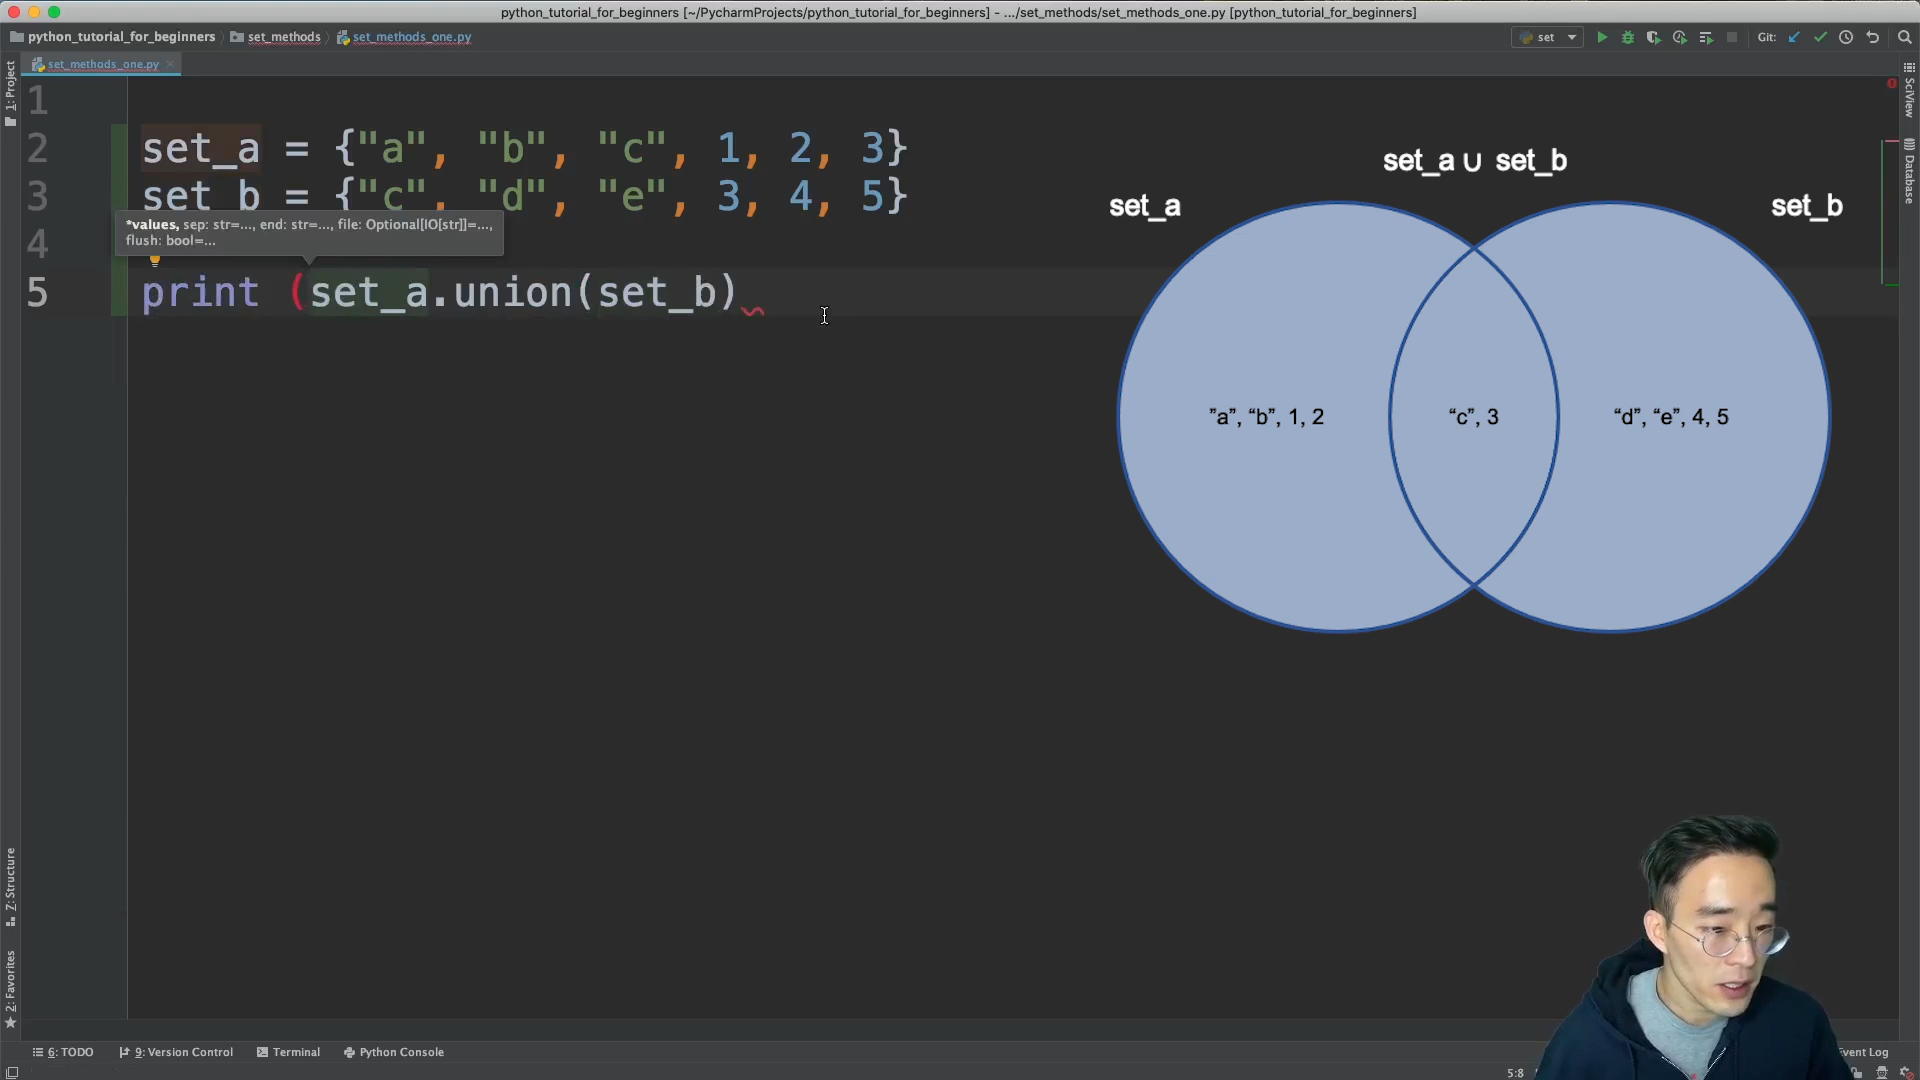 python_tutorial_for_beginners [~/PycharmProjects/python_tutorial_for_beginners] - .../set_methods/set_methods_one.py [python_tutorial_for_beginners]
python_tutorial_for_beginners set_methods set_methods_one.py
set
Git:
set_methods_one.py
1: Project
SciView
Database
1
2 set_a = {"a", "b", "c", 1, 2, 3}
3 set_b = {"c", "d", "e", 3, 4, 5}
*values, sep: str=..., end: str=..., file: Optional[IO[str]]=...,
flush: bool=...
4
5 print (set_a.union(set_b)
set_a ∪ set_b
set_a
set_b
”a”, “b”, 1, 2
“c”, 3
“d”, “e”, 4, 5
Z: Structure
2: Favorites
6: TODO 9: Version Control Terminal Python Console
vent Log
5:8